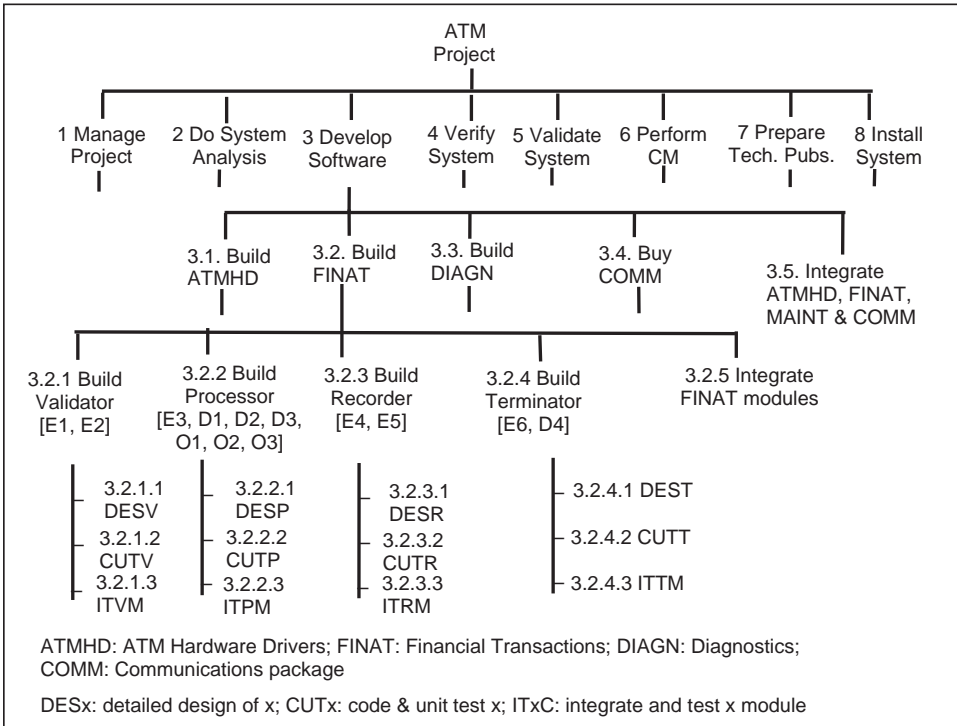 ATM
Project
1 Manage
Project
2 Do System
Analysis
3 Develop
Software
4 Verify
System
5 Validate
System
6 Perform
CM
7 Prepare
Tech. Pubs.
8 Install
System
3.1. Build
ATMHD
3.2. Build
FINAT
3.3. Build
DIAGN
3.4. Buy
COMM
3.5. Integrate
ATMHD, FINAT,
MAINT & COMM
3.2.1 Build
Validator
[E1, E2]
3.2.2 Build
Processor
[E3, D1, D2, D3,
O1, O2, O3]
3.2.3 Build
Recorder
[E4, E5]
3.2.4 Build
Terminator
[E6, D4]
3.2.5 Integrate
FINAT modules
3.2.1.1
DESV
3.2.1.2
CUTV
3.2.1.3
ITVM
3.2.2.1
DESP
3.2.2.2
CUTP
3.2.2.3
ITPM
3.2.3.1
DESR
3.2.3.2
CUTR
3.2.3.3
ITRM
3.2.4.1 DEST
3.2.4.2 CUTT
3.2.4.3 ITTM
ATMHD: ATM Hardware Drivers; FINAT: Financial Transactions; DIAGN: Diagnostics;
COMM: Communications package
DESx: detailed design of x; CUTx: code & unit test x; ITxC: integrate and test x module